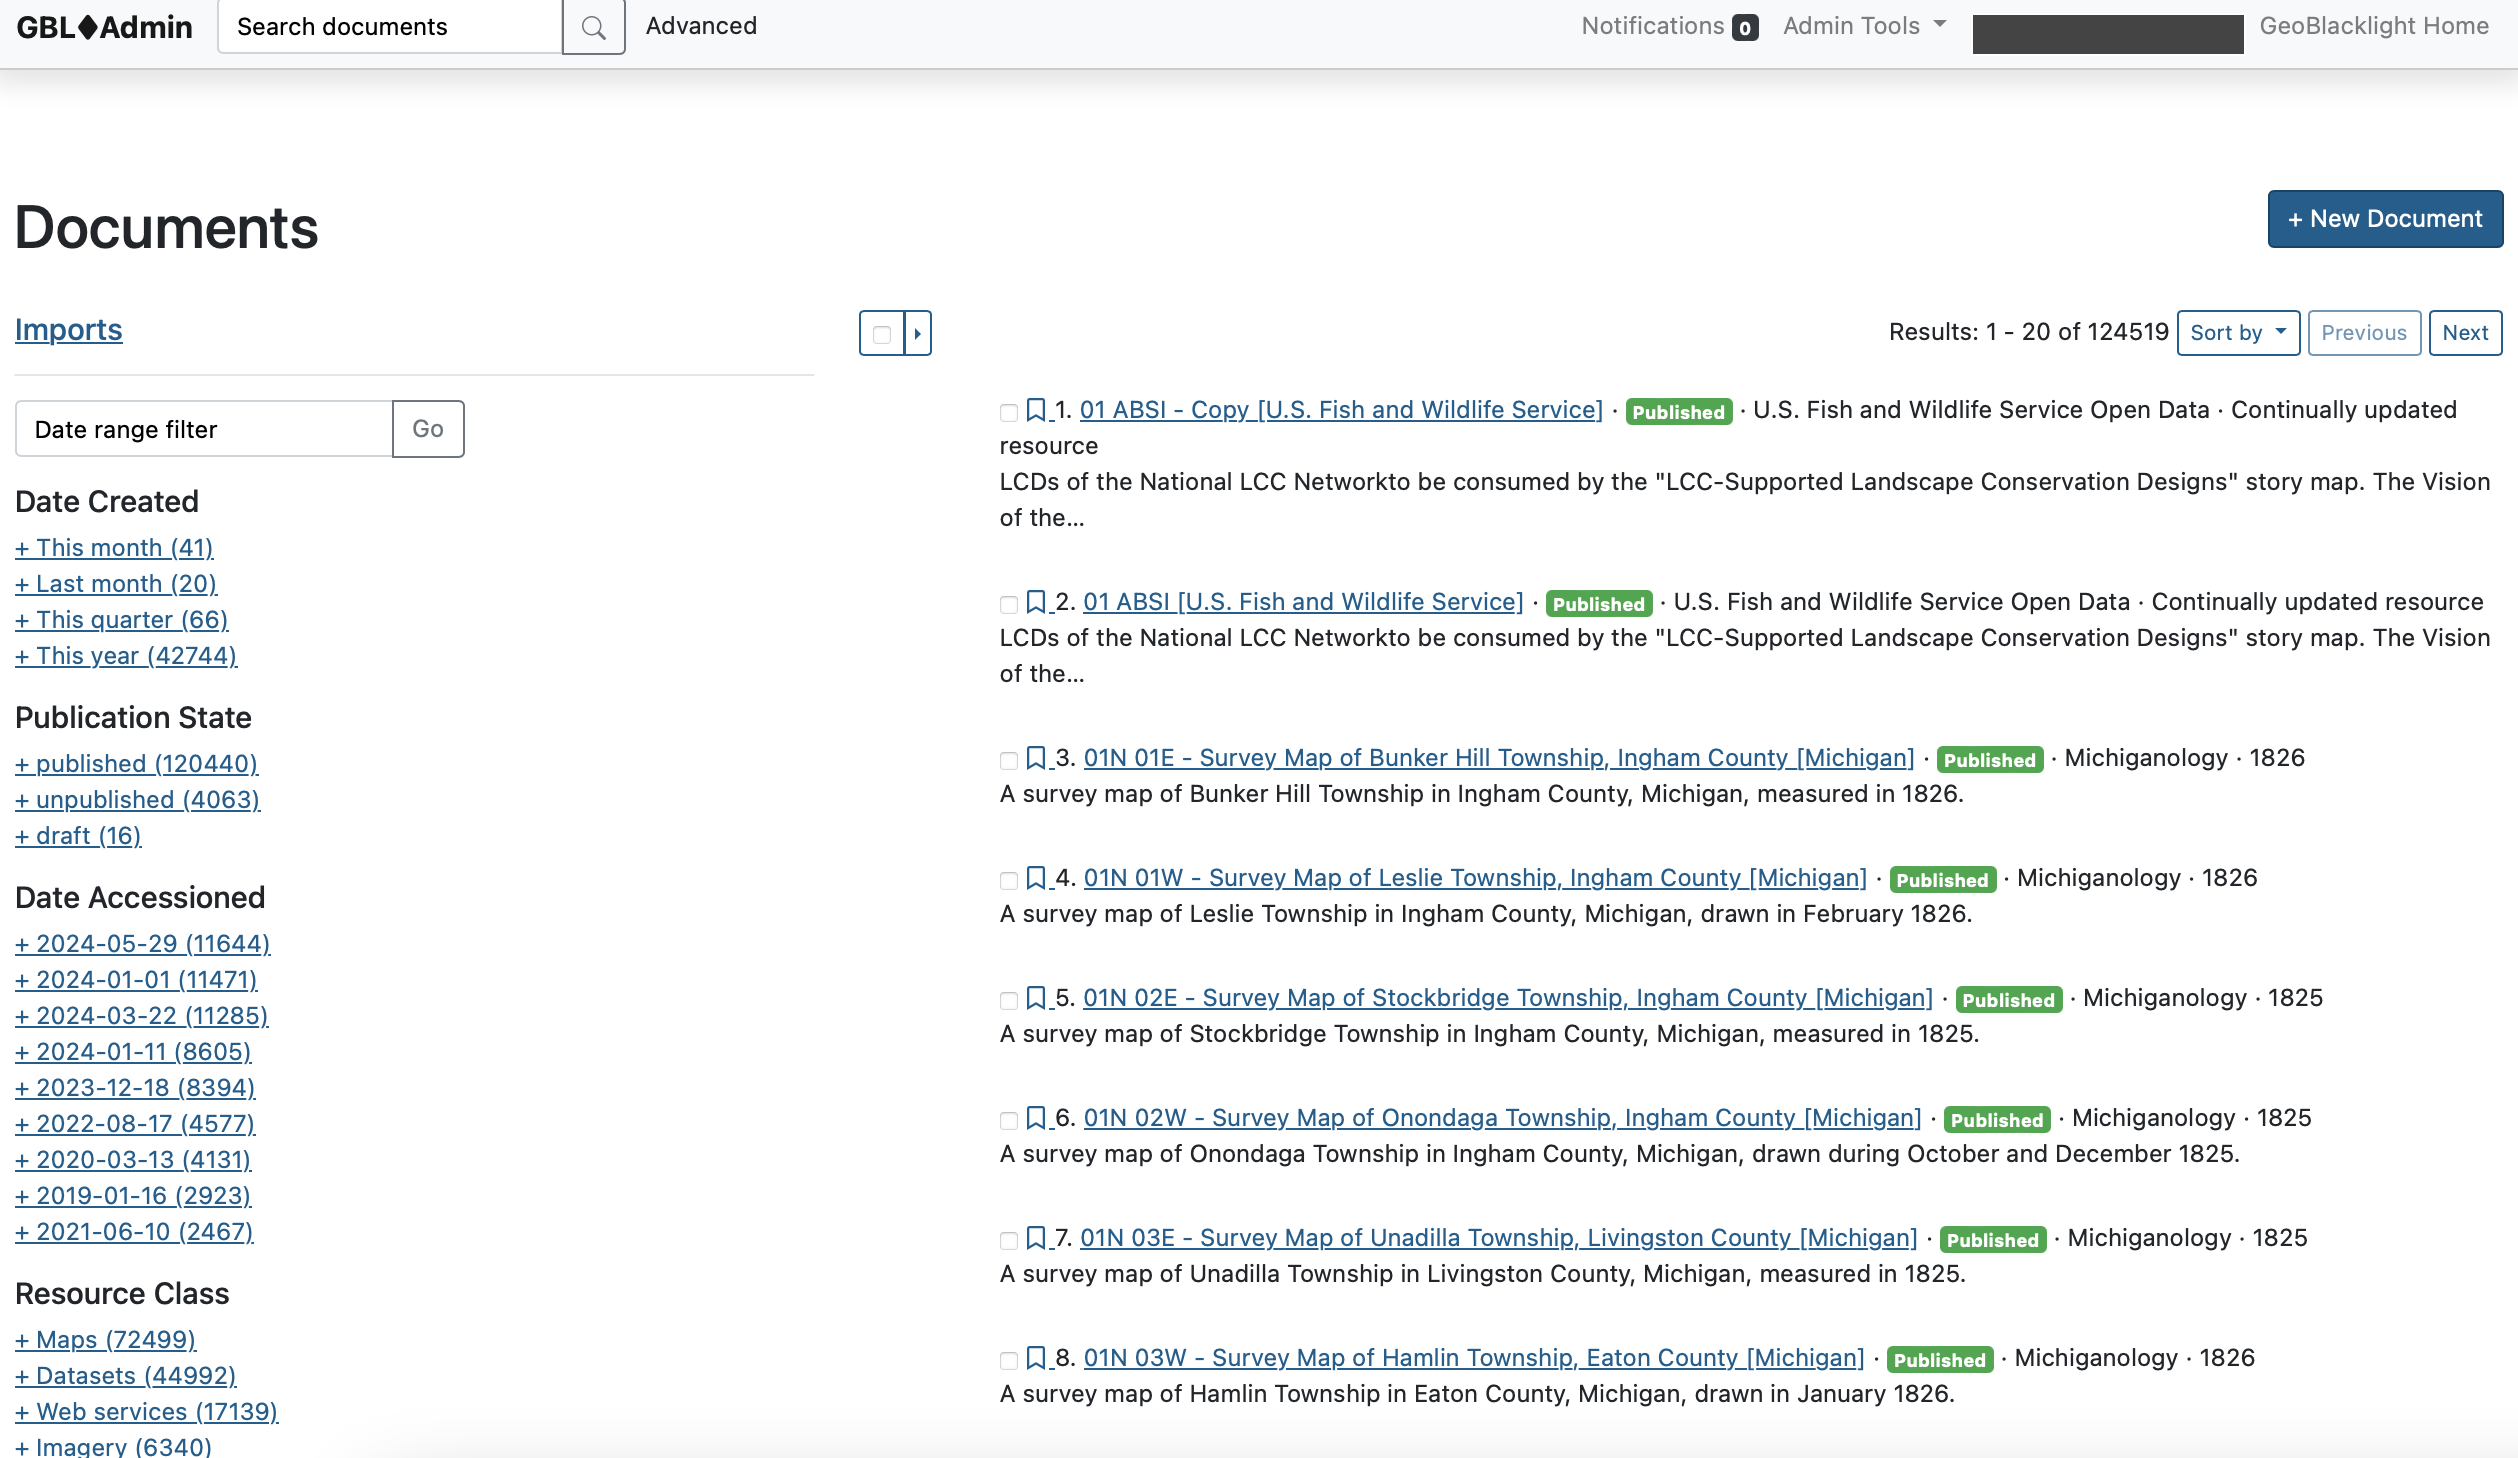 GBL♦Admin
Search documents
Advanced
Notifications 0
Admin Tools
GeoBlacklight Home
Documents
+ New Document
Imports
Results: 1 - 20 of 124519
Sort by
Previous
Next
Date range filter
Go
Date Created
+ This month (41)
+ Last month (20)
+ This quarter (66)
+ This year (42744)
Publication State
+ published (120440)
+ unpublished (4063)
+ draft (16)
Date Accessioned
+ 2024-05-29 (11644)
+ 2024-01-01 (11471)
+ 2024-03-22 (11285)
+ 2024-01-11 (8605)
+ 2023-12-18 (8394)
+ 2022-08-17 (4577)
+ 2020-03-13 (4131)
+ 2019-01-16 (2923)
+ 2021-06-10 (2467)
Resource Class
+ Maps (72499)
+ Datasets (44992)
+ Web services (17139)
+ Imagery (6340)
1. 01 ABSI - Copy [U.S. Fish and Wildlife Service] · Published · U.S. Fish and Wildlife Service Open Data · Continually updated
resource
LCDs of the National LCC Networkto be consumed by the "LCC-Supported Landscape Conservation Designs" story map. The Vision
of the...
2. 01 ABSI [U.S. Fish and Wildlife Service] · Published · U.S. Fish and Wildlife Service Open Data · Continually updated resource
LCDs of the National LCC Networkto be consumed by the "LCC-Supported Landscape Conservation Designs" story map. The Vision
of the...
3. 01N 01E - Survey Map of Bunker Hill Township, Ingham County [Michigan] · Published · Michiganology · 1826
A survey map of Bunker Hill Township in Ingham County, Michigan, measured in 1826.
4. 01N 01W - Survey Map of Leslie Township, Ingham County [Michigan] · Published · Michiganology · 1826
A survey map of Leslie Township in Ingham County, Michigan, drawn in February 1826.
5. 01N 02E - Survey Map of Stockbridge Township, Ingham County [Michigan] · Published · Michiganology · 1825
A survey map of Stockbridge Township in Ingham County, Michigan, measured in 1825.
6. 01N 02W - Survey Map of Onondaga Township, Ingham County [Michigan] · Published · Michiganology · 1825
A survey map of Onondaga Township in Ingham County, Michigan, drawn during October and December 1825.
7. 01N 03E - Survey Map of Unadilla Township, Livingston County [Michigan] · Published · Michiganology · 1825
A survey map of Unadilla Township in Livingston County, Michigan, measured in 1825.
8. 01N 03W - Survey Map of Hamlin Township, Eaton County [Michigan] · Published · Michiganology · 1826
A survey map of Hamlin Township in Eaton County, Michigan, drawn in January 1826.